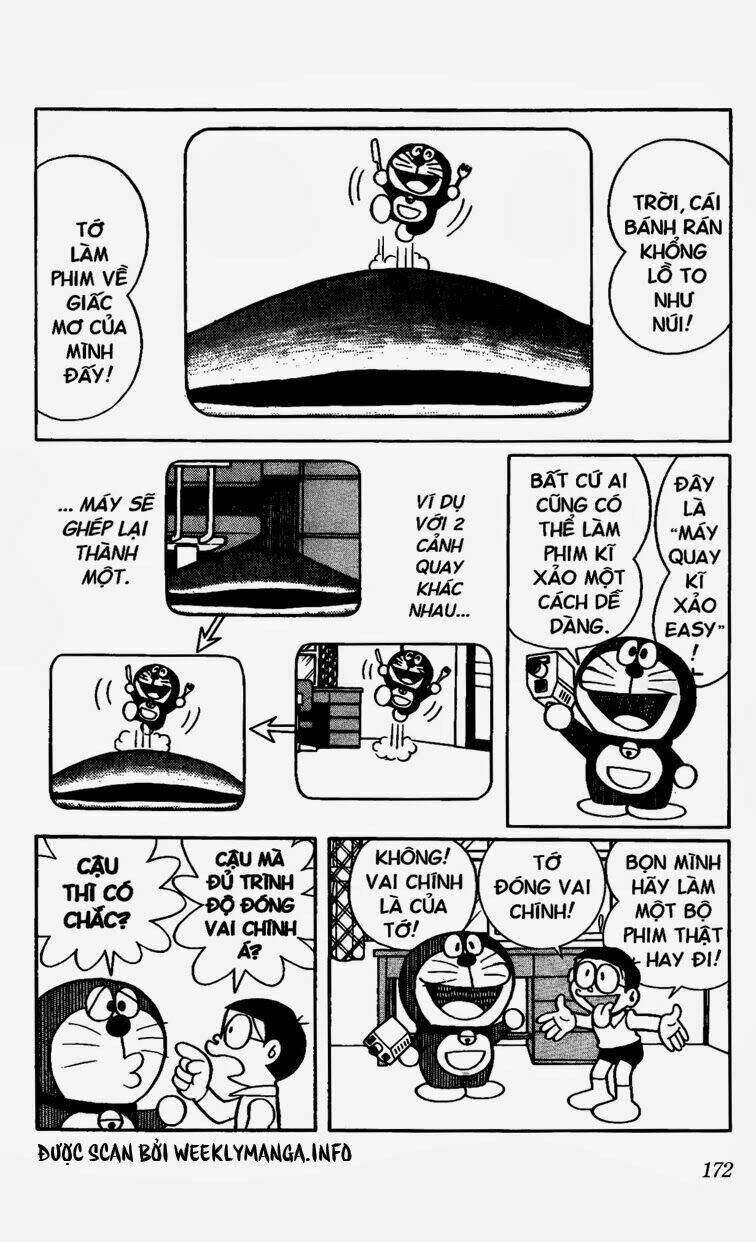 TRỜI, CÁI
BÁNH RÁN
KHỔNG
LỒ TO
NHƯ
NÚI!
TỚ
LÀM
PHIM VỀ
GIẤC
MƠ CỦA
MÌNH
ĐẤY!
ĐÂY
LÀ
"MÁY
QUAY
KĨ
XẢO
EASY"
!
BẤT CỨ AI
CŨNG CÓ
THỂ LÀM
PHIM KĨ
XẢO MỘT
CÁCH DỄ
DÀNG.
VÍ DỤ
VỚI 2
CẢNH
QUAY
KHÁC
NHAU...
... MÁY SẼ
GHÉP LẠI
THÀNH
MỘT.
BỌN MÌNH
HÃY LÀM
MỘT BỘ
PHIM THẬT
HAY ĐI!
TỚ
ĐÓNG VAI
CHÍNH!
KHÔNG!
VAI CHÍNH
LÀ CỦA
TỚ!
CẬU MÀ
ĐỦ TRÌNH
ĐỘ ĐÓNG
VAI CHÍNH
Á?
CẬU
THÌ CÓ
CHẮC?
ĐƯỢC SCAN BỞI WEEKLYMANGA.INFO
172